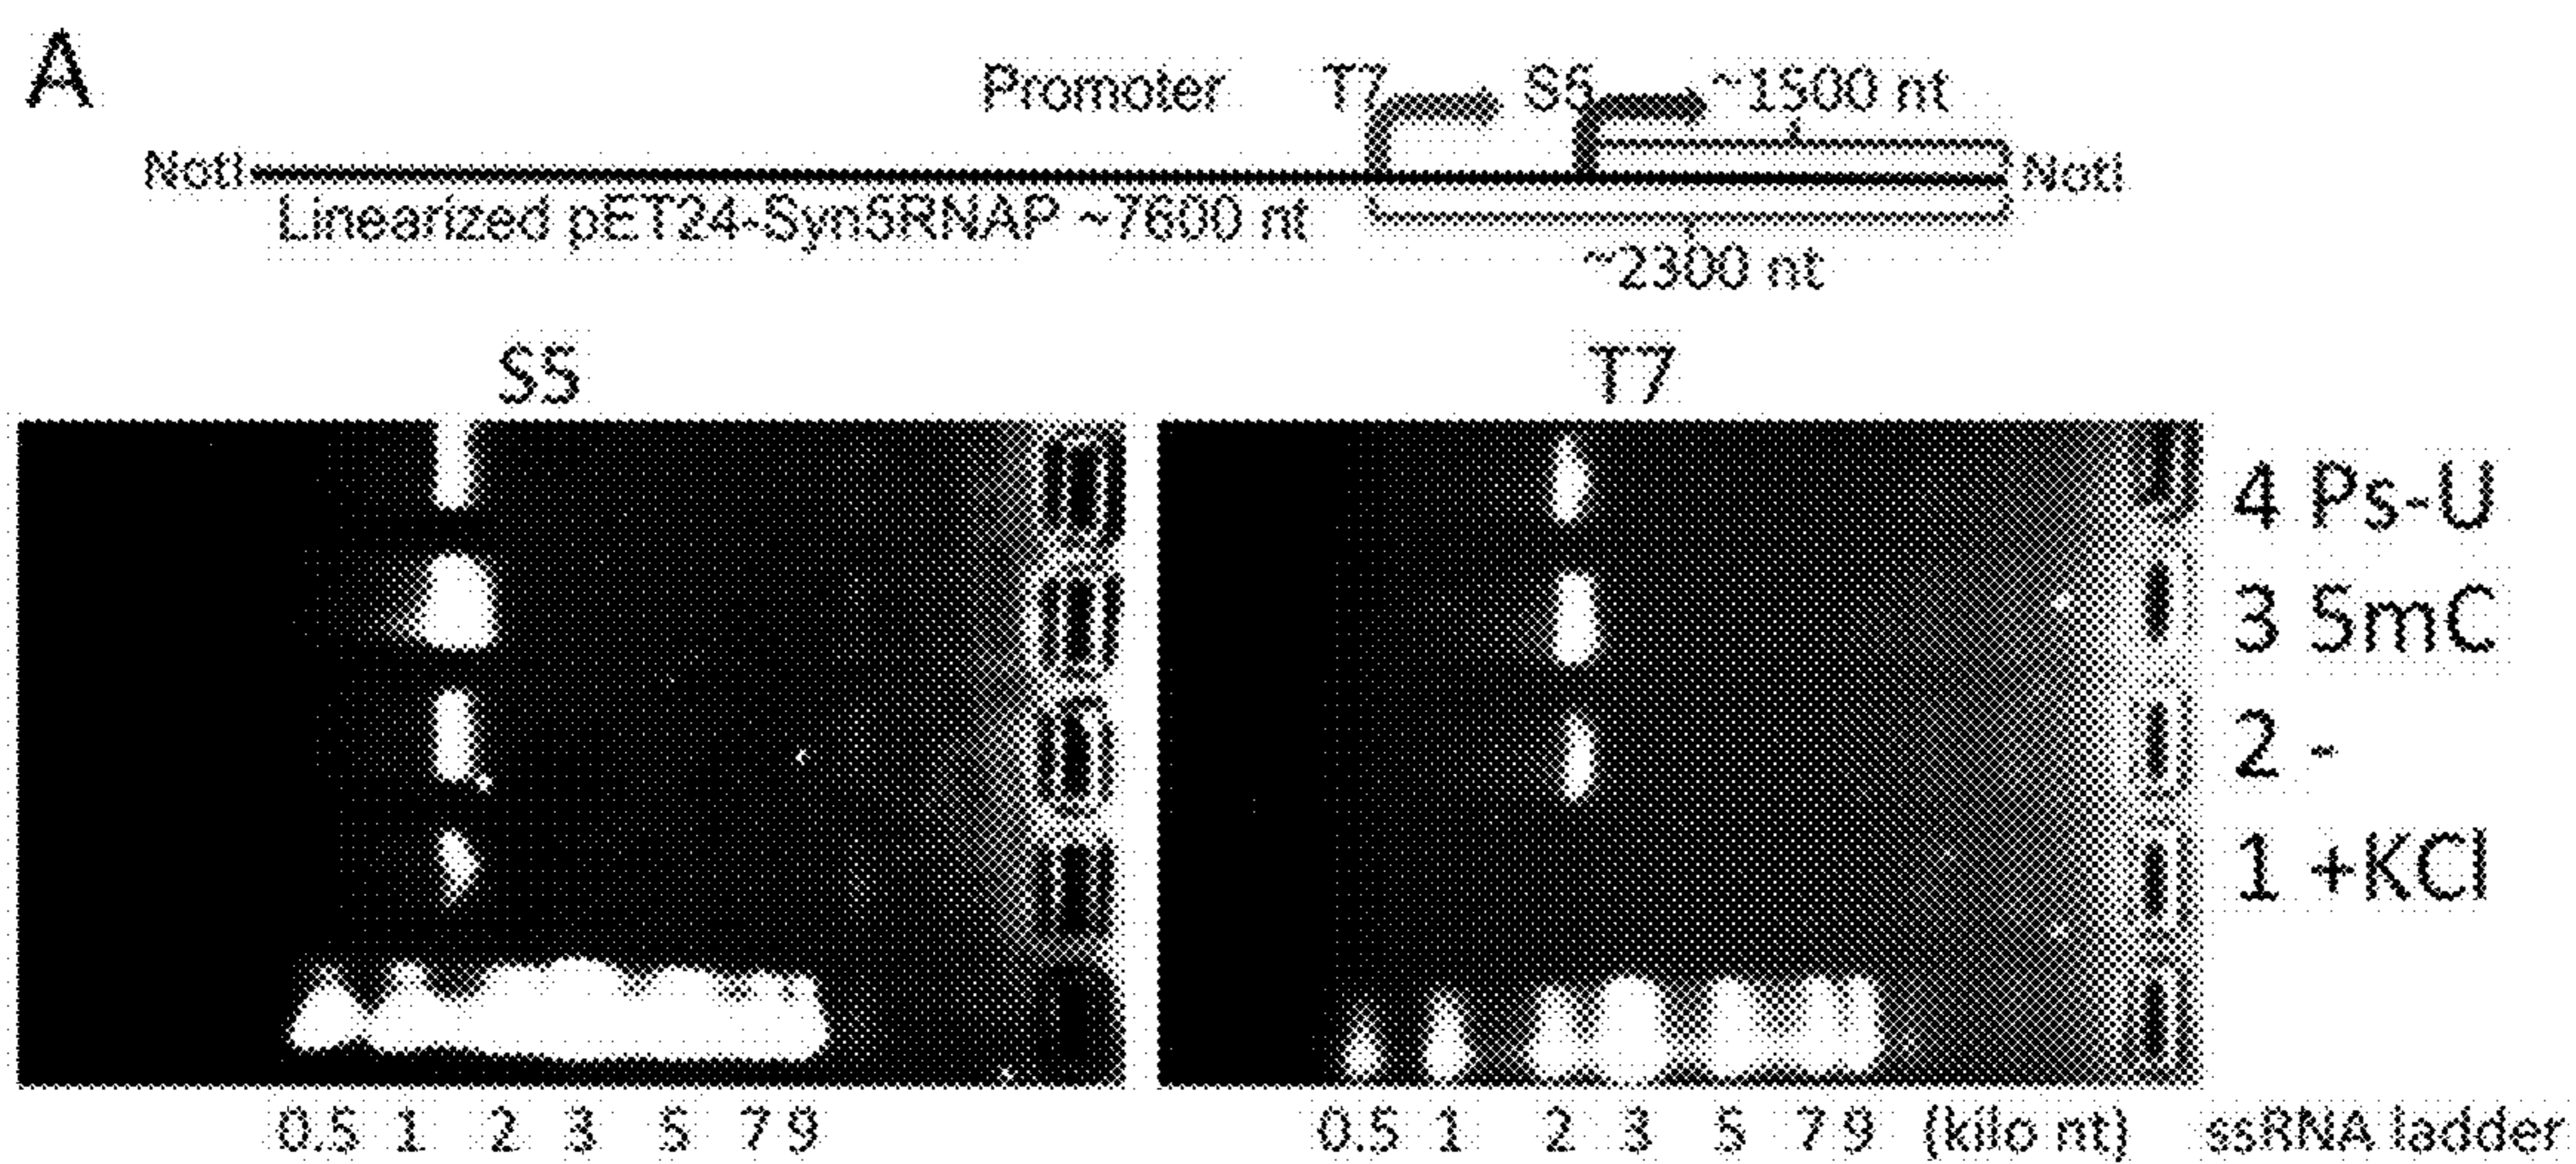 A
Promoter T7 S5 ~1500 nt
NotI NotI
Linearized pET24-Syn5RNAP ~7600 nt
~2300 nt
S5 T7
4 Ps-U
3 5mC
2 -
1 +KCl
0.5 1 2 3 5 7 9 0.5 1 2 3 5 7 9 (kilo nt) ssRNA ladder